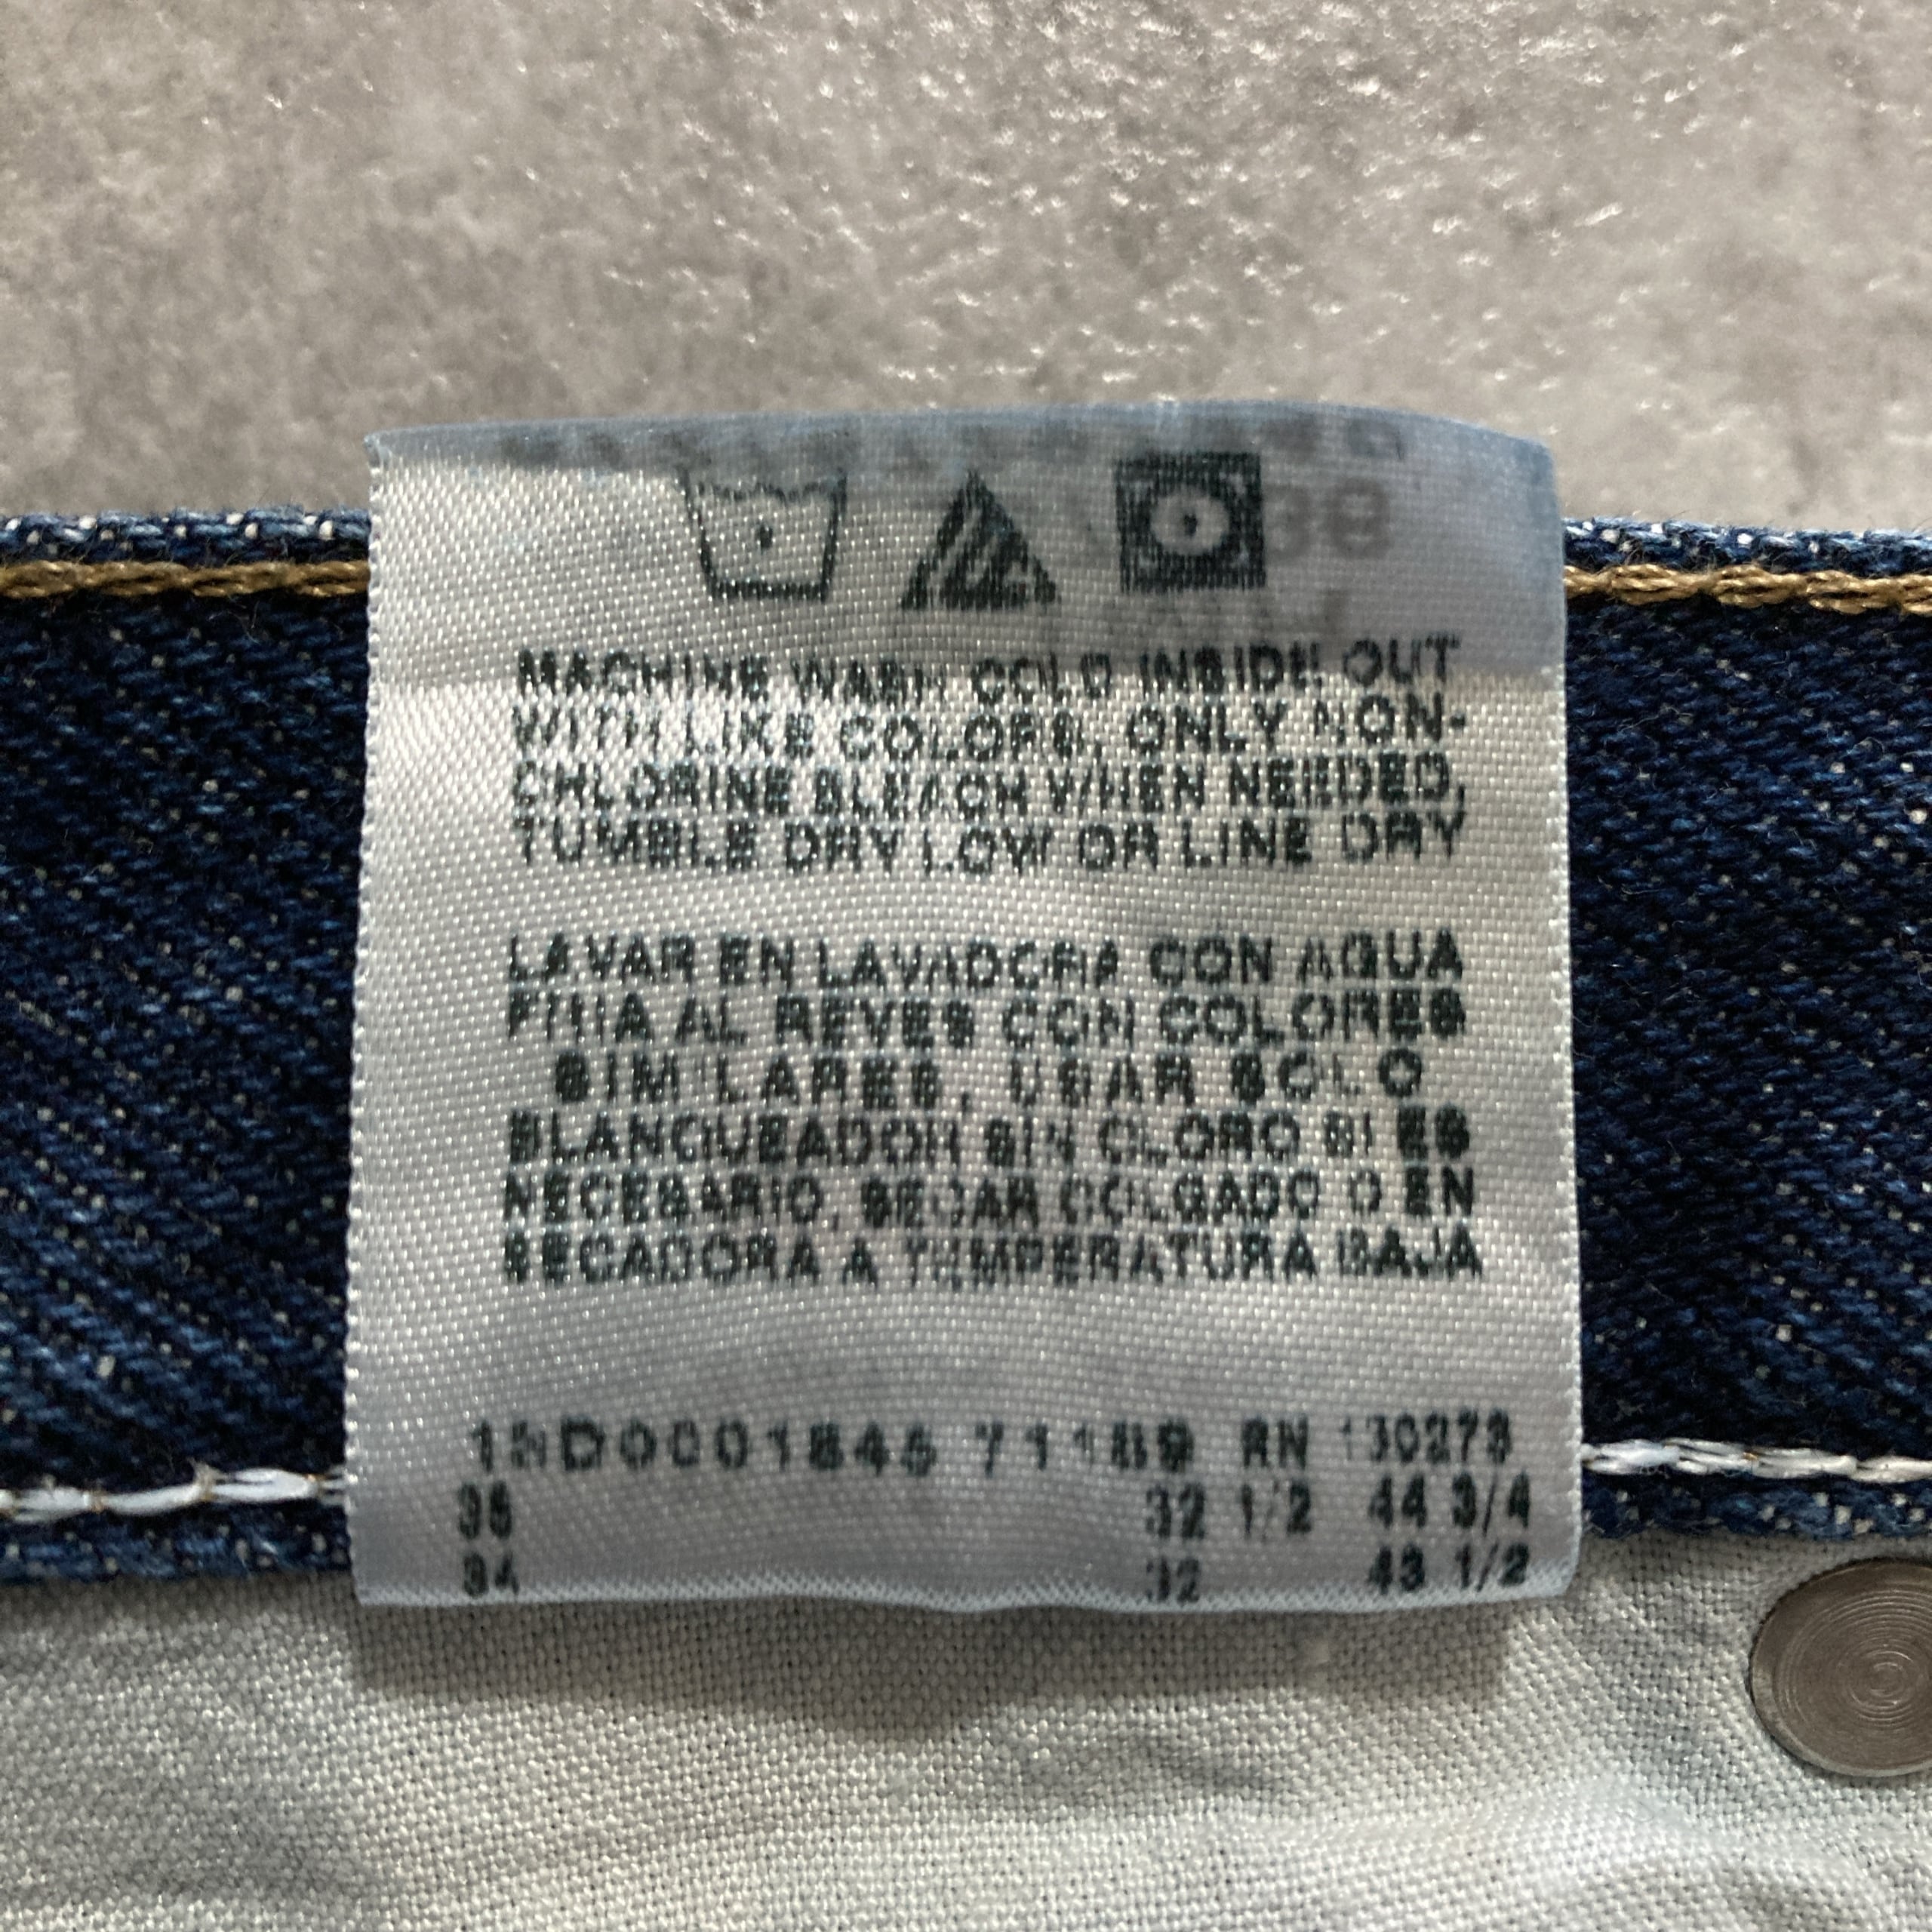 MACHINE WASH COLD INSIDE OUT
WITH LIKE COLORS, ONLY NON-
CHLORINE BLEACH WHEN NEEDED,
TUMBLE DRY LOW OR LINE DRY
LAVAR EN LAVADORA CON AGUA
FRIA AL REVES CON COLORES
SIMILARES, USAR SOLO
BLANQUEADOR SIN CLORO SI ES
NECESARIO, SECAR COLGADO O EN
SECADORA A TEMPERATURA BAJA
RN 130273
36 32 1/2 44 3/4
34 32 43 1/2